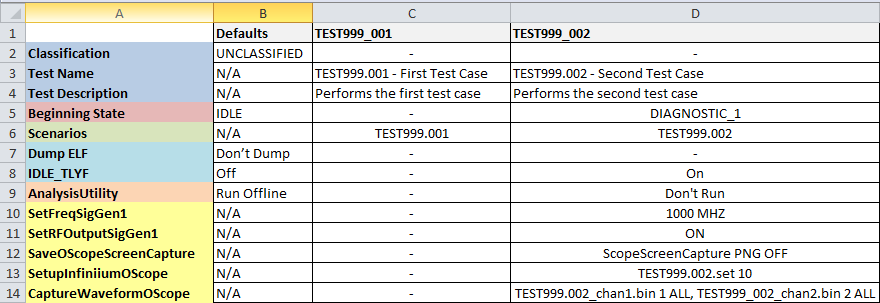 A B C D
1 Defaults TEST999_001 TEST999_002
2 Classification UNCLASSIFIED - -
3 Test Name N/A TEST999.001 - First Test Case TEST999.002 - Second Test Case
4 Test Description N/A Performs the first test case Performs the second test case
5 Beginning State IDLE - DIAGNOSTIC_1
6 Scenarios N/A TEST999.001 TEST999.002
7 Dump ELF Don’t Dump - -
8 IDLE_TLYF Off - On
9 AnalysisUtility Run Offline - Don't Run
10 SetFreqSigGen1 N/A - 1000 MHZ
11 SetRFOutputSigGen1 N/A - ON
12 SaveOScopeScreenCapture N/A - ScopeScreenCapture PNG OFF
13 SetupInfiniiumOScope N/A - TEST999.002.set 10
14 CaptureWaveformOScope N/A - TEST999.002_chan1.bin 1 ALL, TEST999_002_chan2.bin 2 ALL